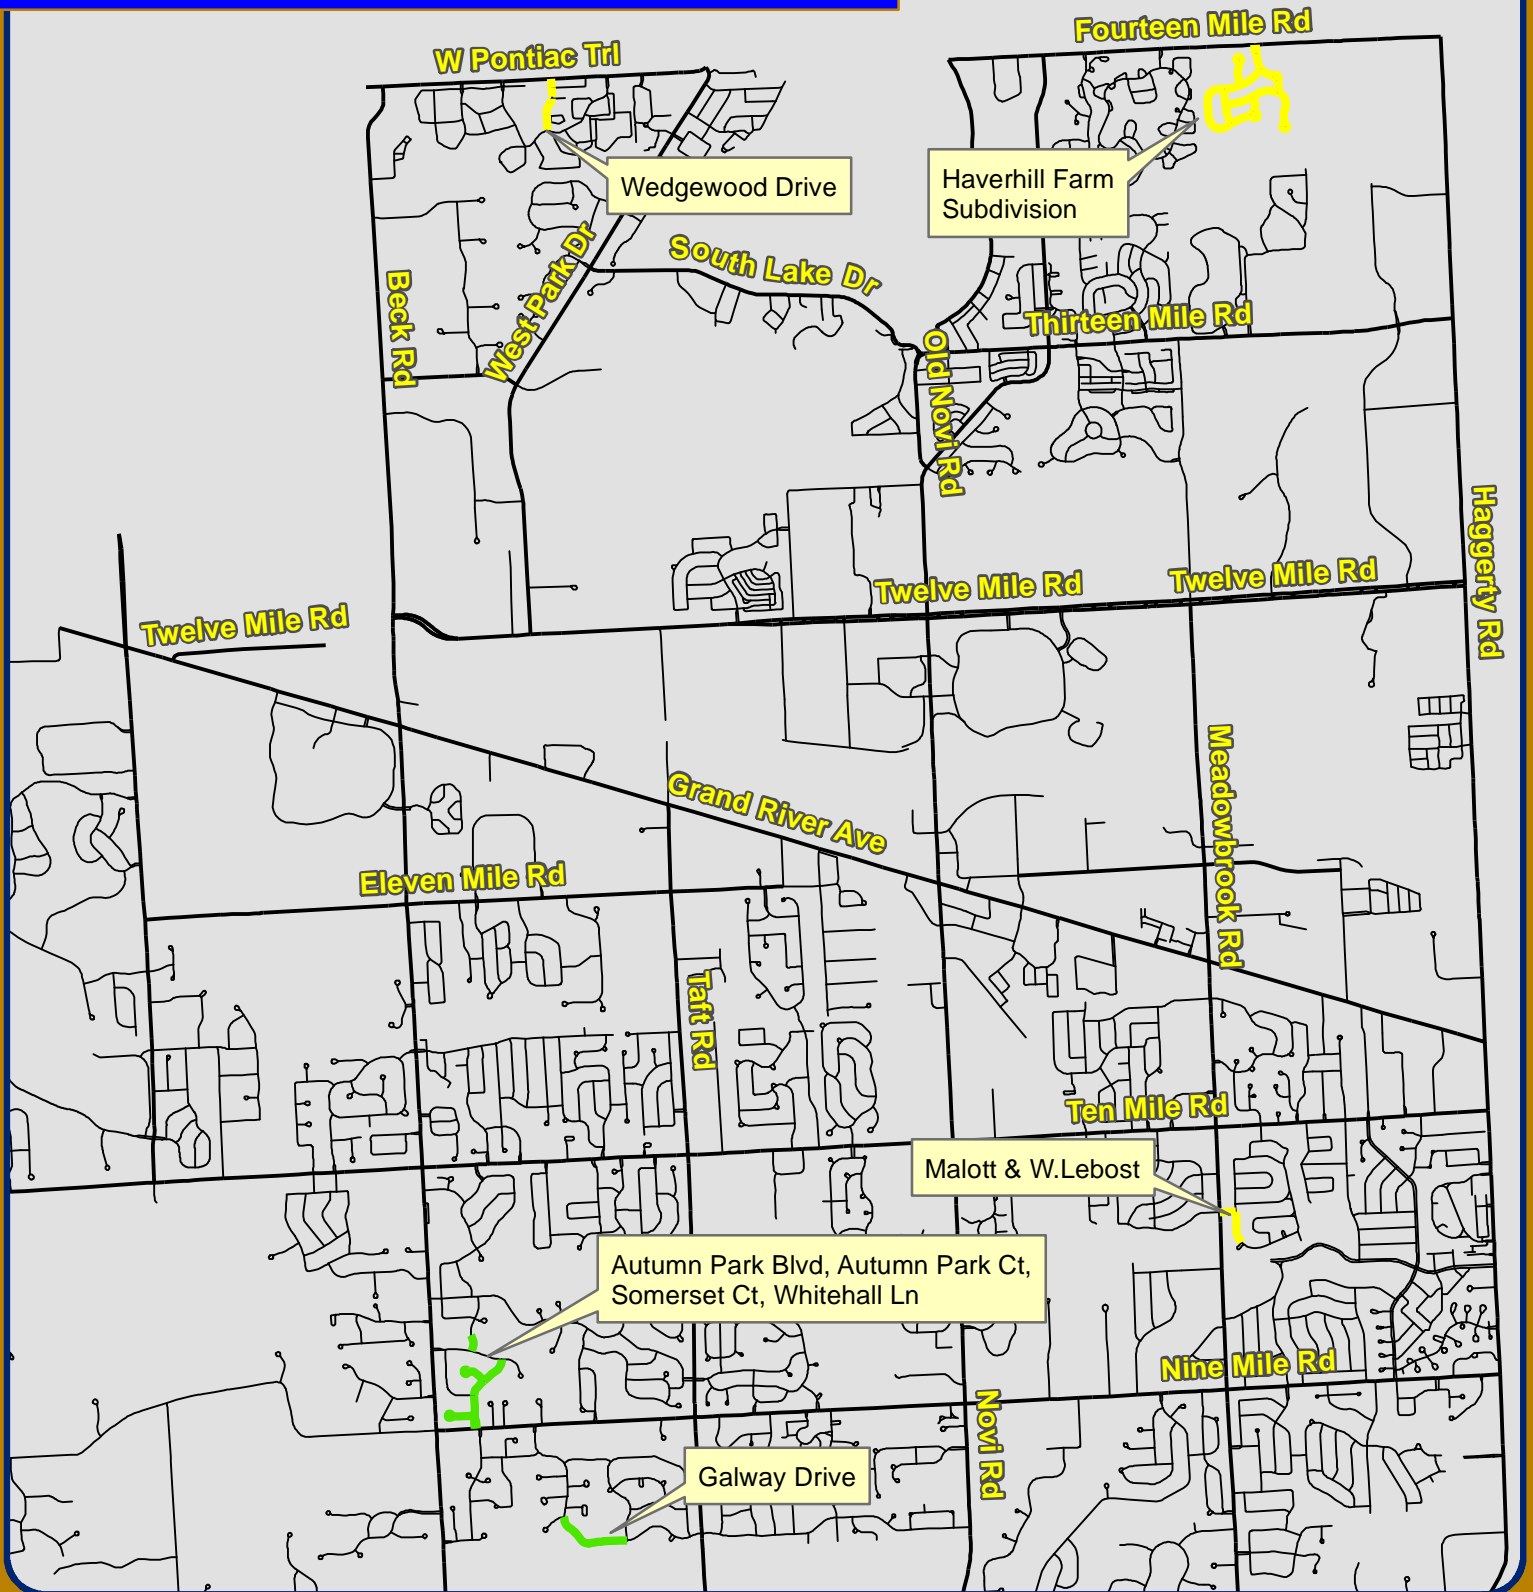 Fourteen Mile Rd
W Pontiac Trl
Wedgewood Drive
Haverhill Farm
Subdivision
South Lake Dr
West Park Dr
Beck Rd
Thirteen Mile Rd
Old Novi Rd
Haggerty Rd
Twelve Mile Rd
Twelve Mile Rd
Twelve Mile Rd
Meadowbrook Rd
Grand River Ave
Eleven Mile Rd
Taft Rd
Ten Mile Rd
Malott & W.Lebost
Autumn Park Blvd, Autumn Park Ct,
Somerset Ct, Whitehall Ln
Nine Mile Rd
Novi Rd
Galway Drive